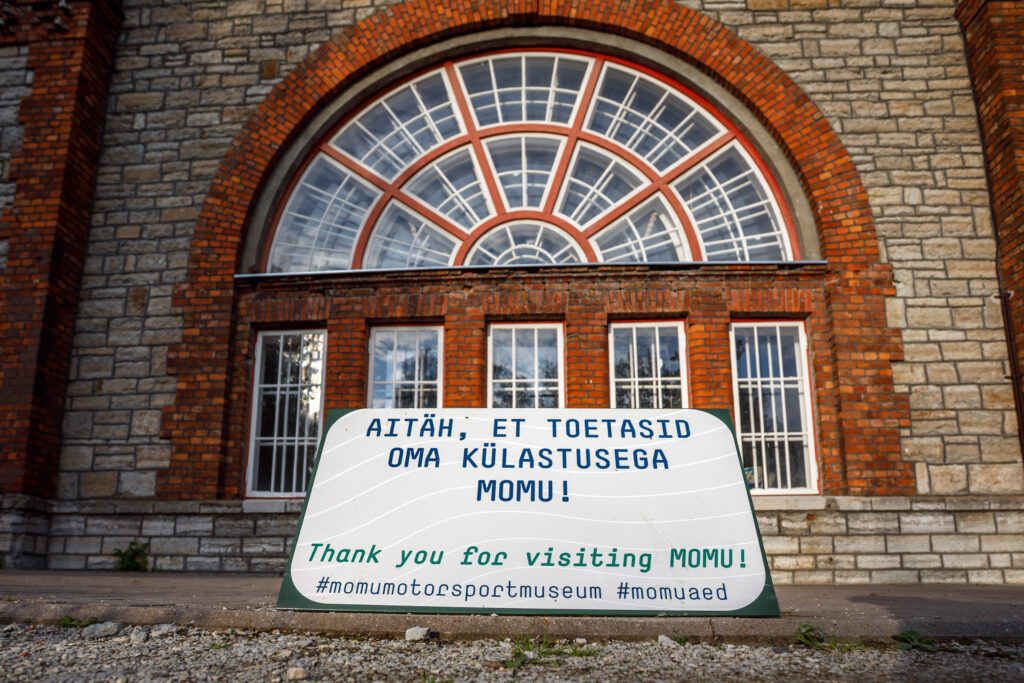 AITÄH, ET TOETASID
OMA KÜLASTUSEGA
MOMU!
Thank you for visiting MOMU!
#momumotorsportmuseum #momuaed